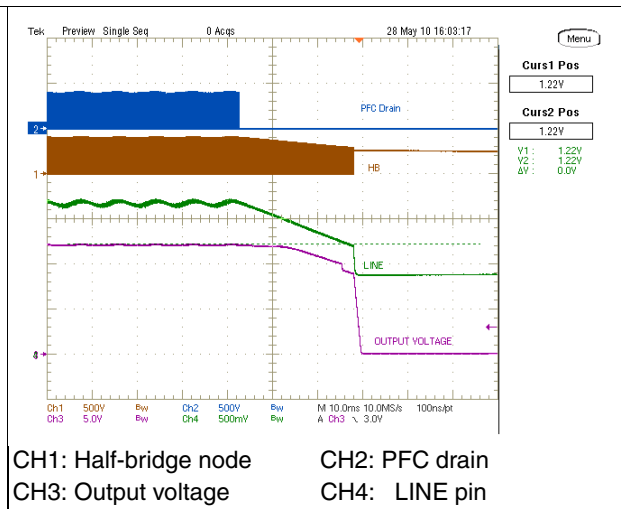 Tek Preview Single Seq 0 Acqs 28 May 10 16:03:17
Menu
Curs1 Pos
1.22V
Curs2 Pos
1.22V
V1 : 1.22V
V2 : 1.22V
ΔV : 0.0V
PFC Drain
2
HB
1
LINE
OUTPUT VOLTAGE
Ch1 500V Bw Ch2 500V Bw M 10.0ms 10.0MS/s 100ns/pt
Ch3 5.0V Bw Ch4 500mV Bw A Ch3 3.0V
CH1: Half-bridge node CH2: PFC drain
CH3: Output voltage CH4: LINE pin